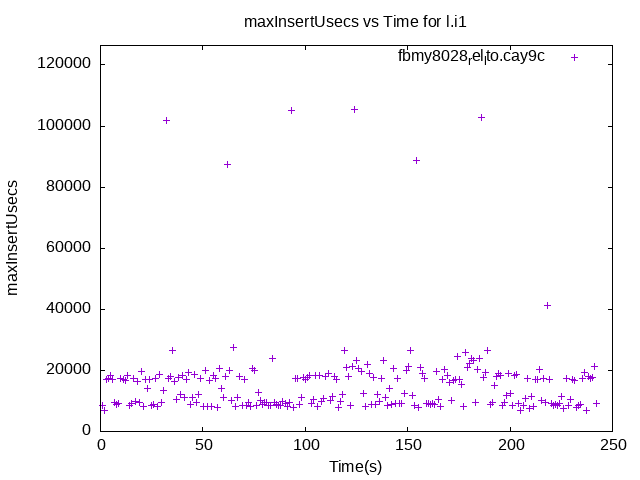 maxInsertUsecs vs Time for l.i1
fbmy8028_rel_lto.cay9c
120000
100000
80000
60000
40000
20000
0
0 50 100 150 200 250
maxInsertUsecs
Time(s)